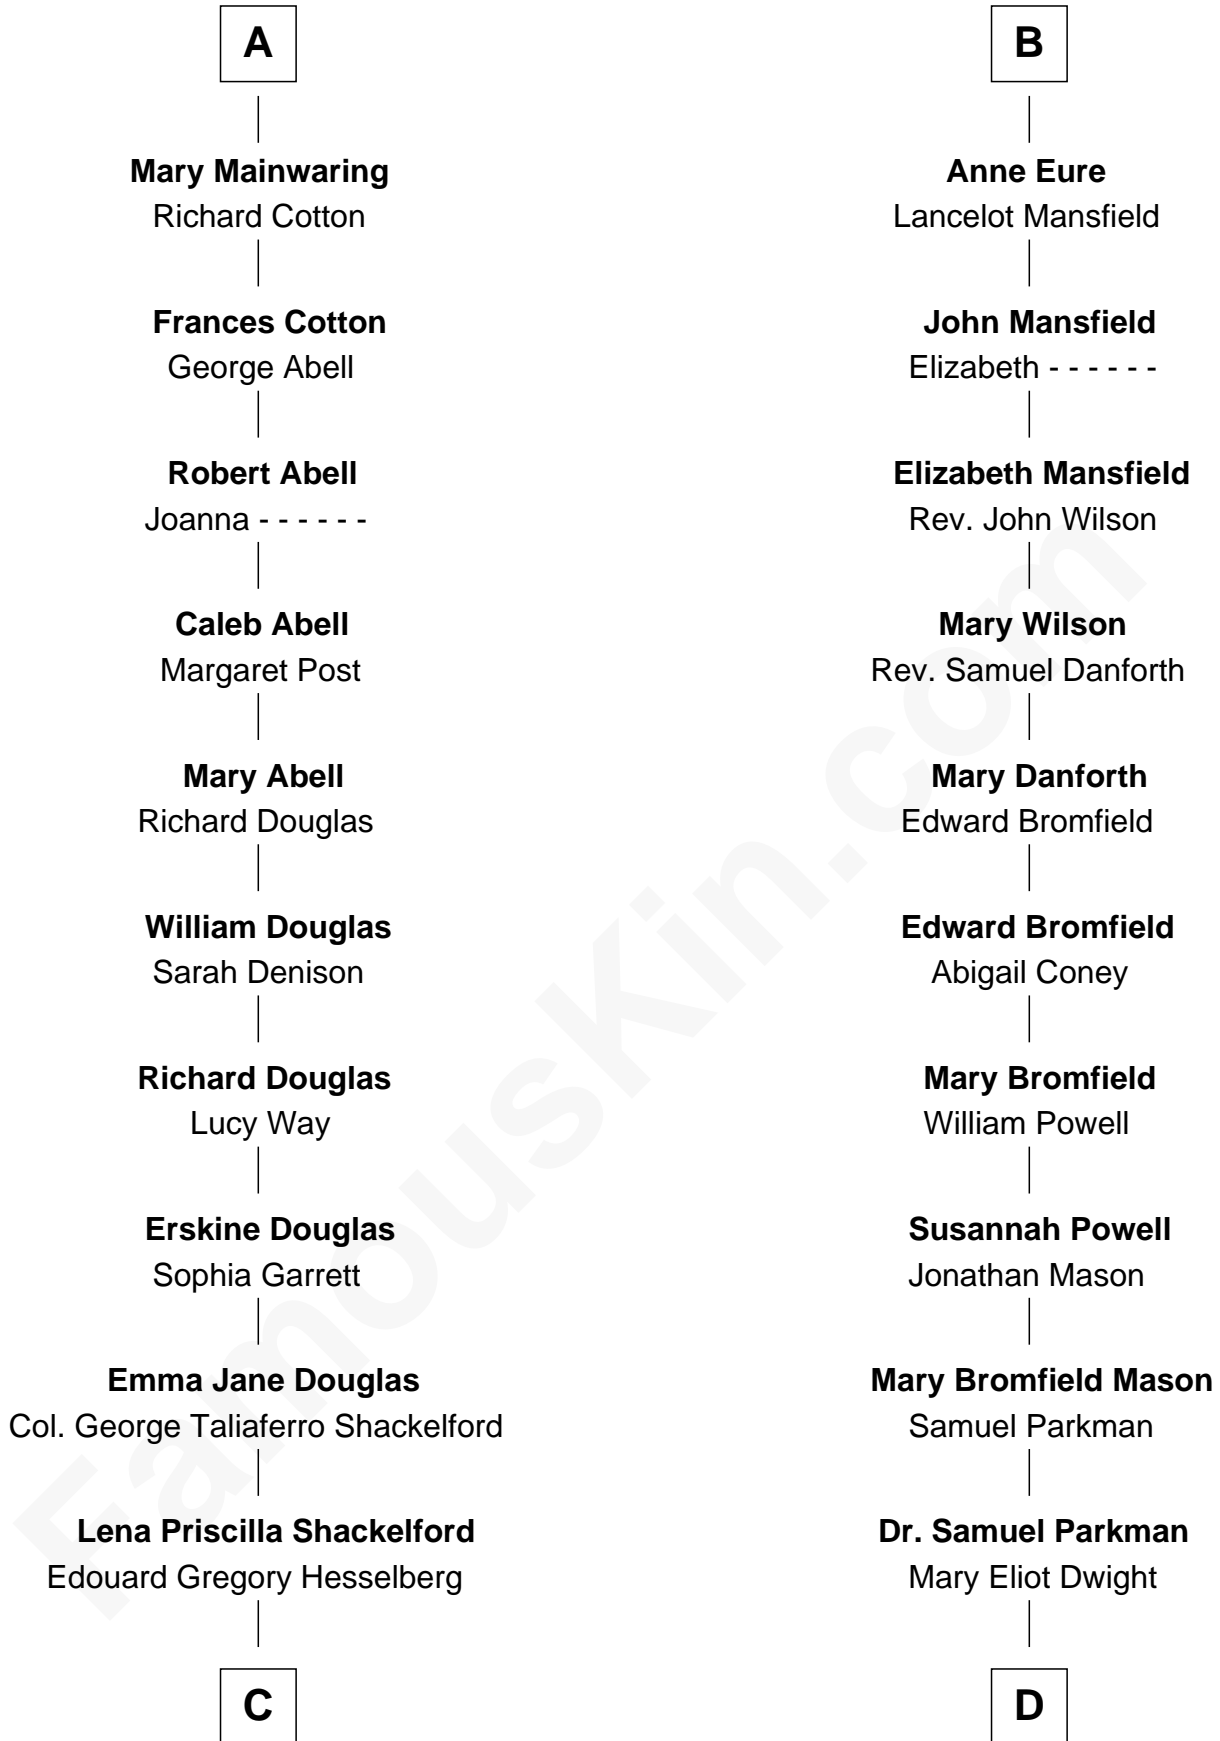 A
Mary Mainwaring
Richard Cotton
Frances Cotton
George Abell
Robert Abell
Joanna - - - - - -
Caleb Abell
Margaret Post
Mary Abell
Richard Douglas
William Douglas
Sarah Denison
Richard Douglas
Lucy Way
Erskine Douglas
Sophia Garrett
Emma Jane Douglas
Col. George Taliaferro Shackelford
Lena Priscilla Shackelford
Edouard Gregory Hesselberg
C
B
Anne Eure
Lancelot Mansfield
John Mansfield
Elizabeth - - - - - -
Elizabeth Mansfield
Rev. John Wilson
Mary Wilson
Rev. Samuel Danforth
Mary Danforth
Edward Bromfield
Edward Bromfield
Abigail Coney
Mary Bromfield
William Powell
Susannah Powell
Jonathan Mason
Mary Bromfield Mason
Samuel Parkman
Dr. Samuel Parkman
Mary Eliot Dwight
D
FamousKin.com